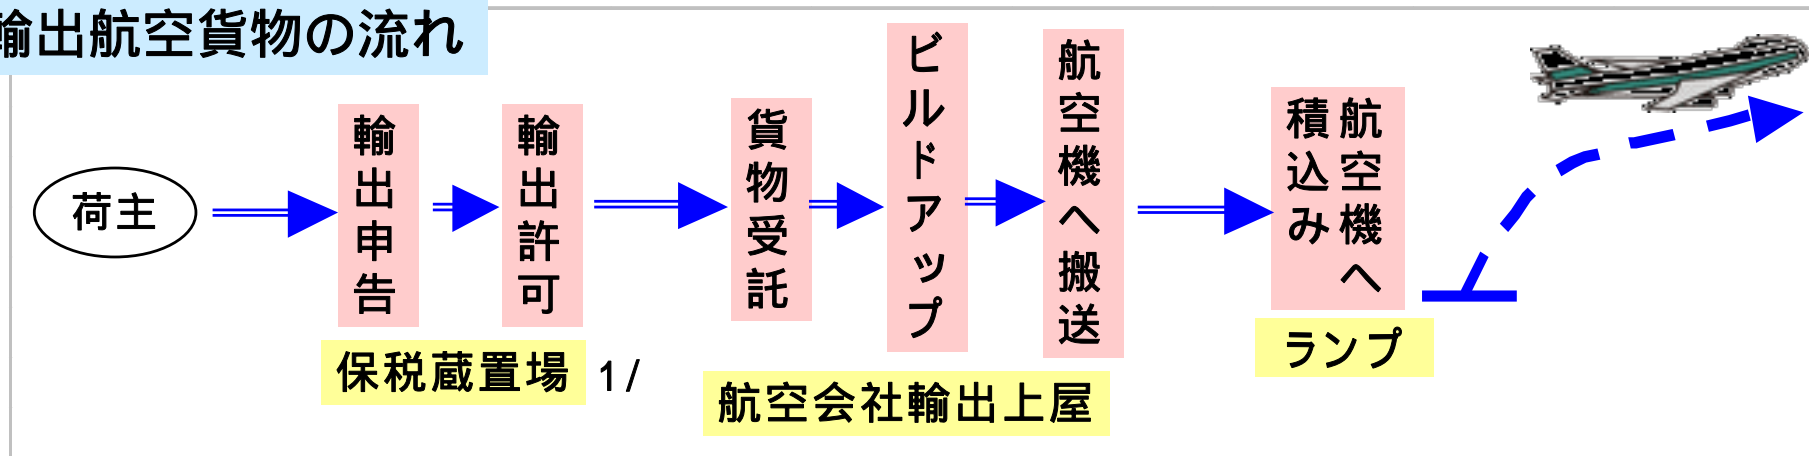 輸出航空貨物の流れ
荷主
輸出申告
輸出許可
貨物受託
ビルドアップ
航空機へ搬送
航空機へ
積込み
保税蔵置場 1/
航空会社輸出上屋
ランプ